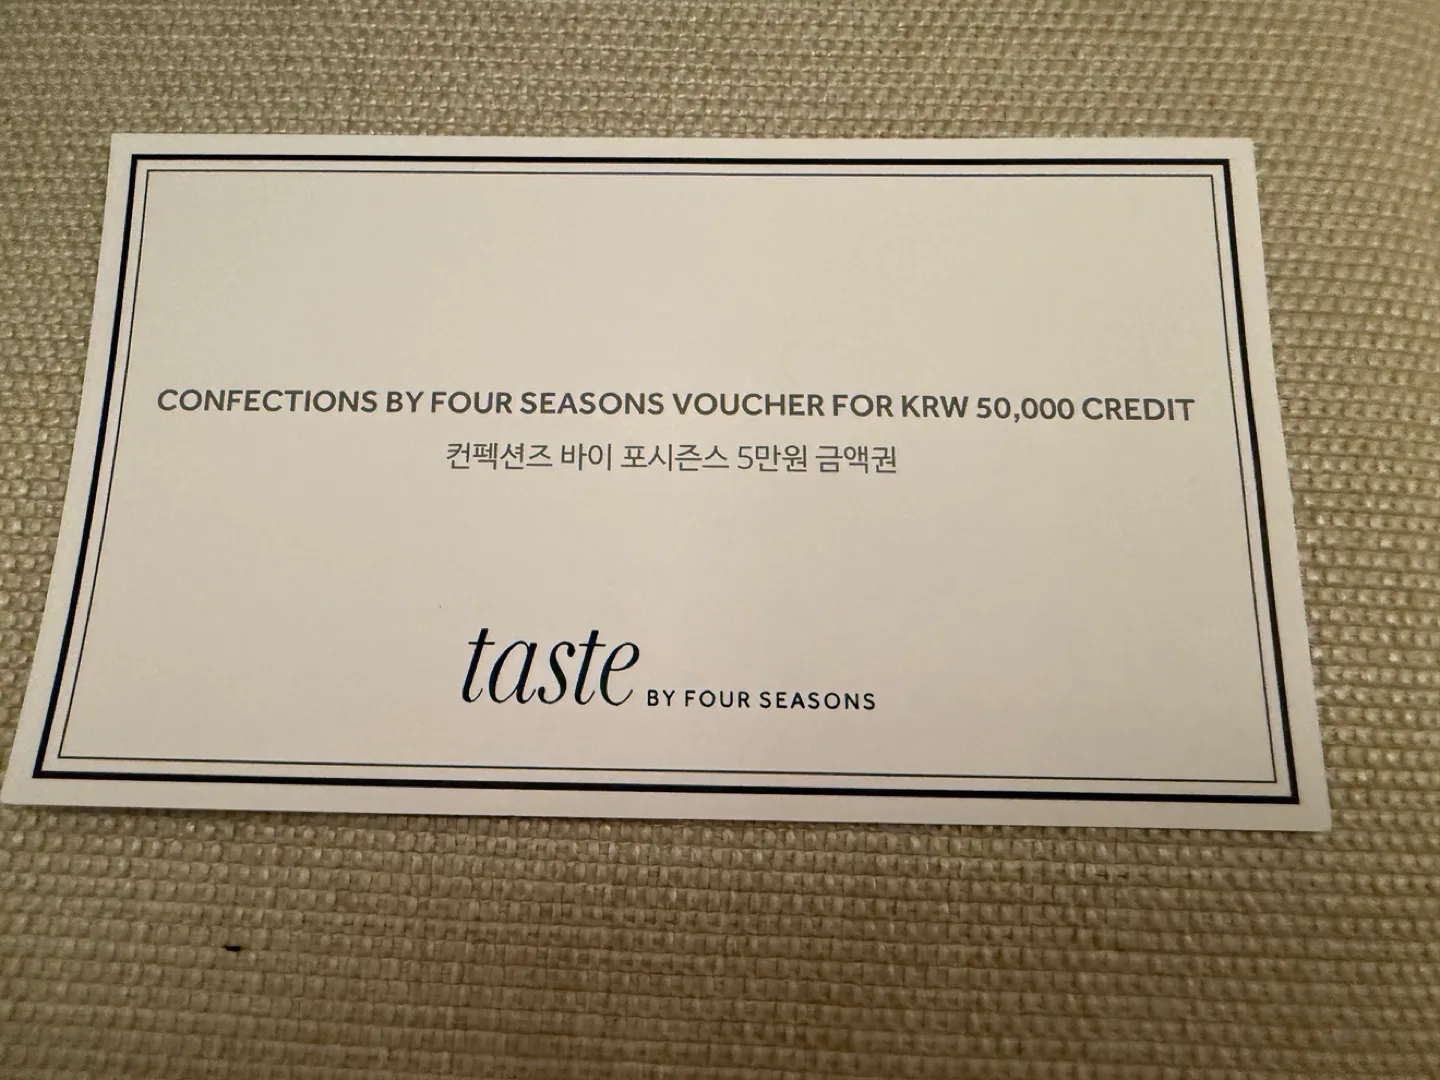 CONFECTIONS BY FOUR SEASONS VOUCHER FOR KRW 50,000 CREDIT
컨펙션즈 바이 포시즌스 5만원 금액권
taste BY FOUR SEASONS